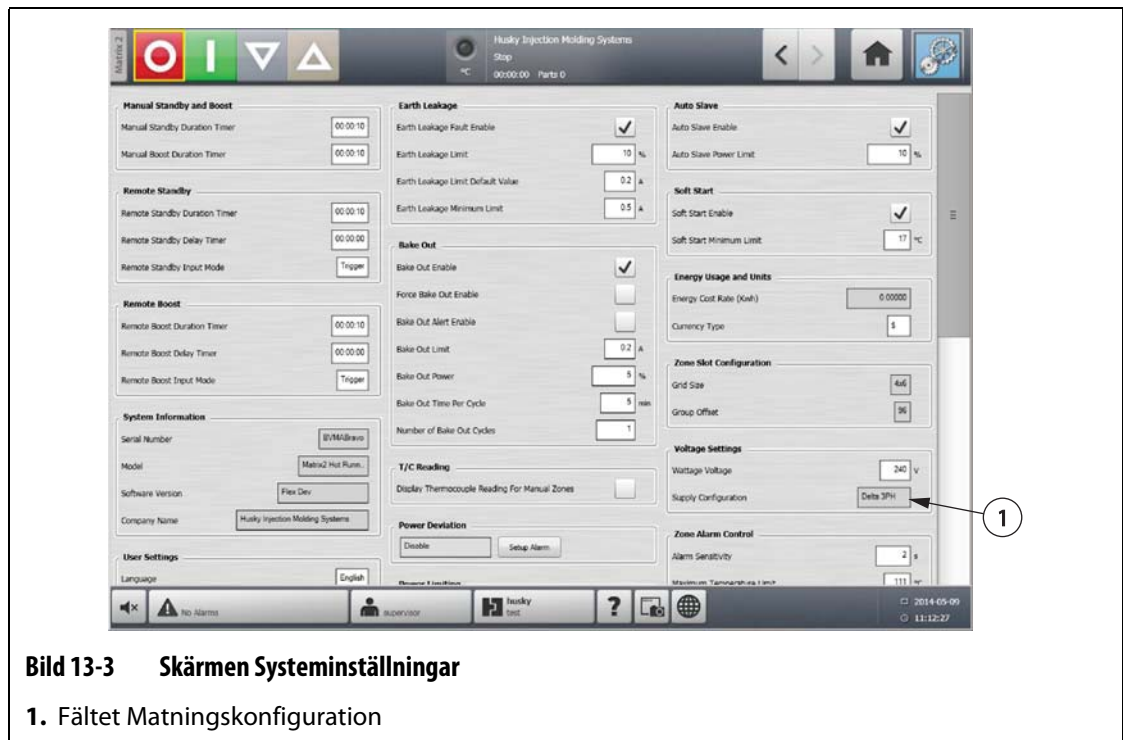 Matrix 2
Husky Injection Molding Systems
Stop
°C 00:00:00 Parts 0
Manual Standby and Boost
Manual Standby Duration Timer 00:00:10
Manual Boost Duration Timer 00:00:10
Remote Standby
Remote Standby Duration Timer 00:00:10
Remote Standby Delay Timer 00:00:00
Remote Standby Input Mode Trigger
Remote Boost
Remote Boost Duration Timer 00:00:10
Remote Boost Delay Timer 00:00:00
Remote Boost Input Mode Trigger
System Information
Serial Number BVMABravo
Model Matrix2 Hot Runn..
Software Version Flex Dev
Company Name Husky Injection Molding Systems
User Settings
Language English
Earth Leakage
Earth Leakage Fault Enable
Earth Leakage Limit 10 %
Earth Leakage Limit Default Value 0.2 A
Earth Leakage Minimum Limit 0.5 A
Bake Out
Bake Out Enable
Force Bake Out Enable
Bake Out Alert Enable
Bake Out Limit 0.2 A
Bake Out Power 5 %
Bake Out Time Per Cycle 5 min
Number of Bake Out Cycles 1
T/C Reading
Display Thermocouple Reading For Manual Zones
Power Deviation
Disable Setup Alarm
Power Limiting
Auto Slave
Auto Slave Enable
Auto Slave Power Limit 10 %
Soft Start
Soft Start Enable
Soft Start Minimum Limit 17 °C
Energy Usage and Units
Energy Cost Rate (Kwh) 0.00000
Currency Type $
Zone Slot Configuration
Grid Size 4x6
Group Offset 96
Voltage Settings
Wattage Voltage 240 V
Supply Configuration Delta 3PH
1
Zone Alarm Control
Alarm Sensitivity 2 s
Maximum Temperature Limit 111 °C
No Alarms
supervisor
husky
test
?
2014-05-09
11:12:27
Bild 13-3 Skärmen Systeminställningar
1. Fältet Matningskonfiguration